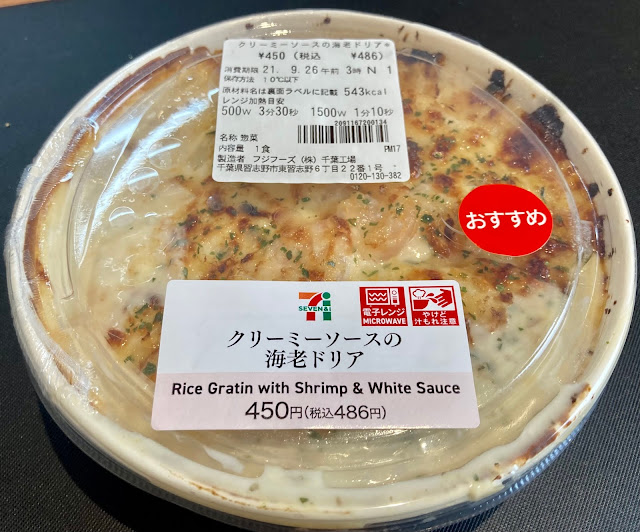 クリーミーソースの海老ドリア®
¥450 (税込 ¥486)
消費期限 21. 9.26 午前 3時 N 1
保存方法 10℃以下
原材料名は裏面ラベルに記載 543kcal
レンジ加熱目安
500W 3分30秒 1500W 1分10秒
2091167200134
名称 惣菜
内容量 1食 PM17
製造者 フジフーズ(株)千葉工場
千葉県習志野市東習志野6丁目22番1号
0120-130-382
おすすめ
7i
SEVEN&i
電子レンジ
MICROWAVE
やけど
汁もれ注意
クリーミーソースの
海老ドリア
Rice Gratin with Shrimp & White Sauce
450円(税込486円)